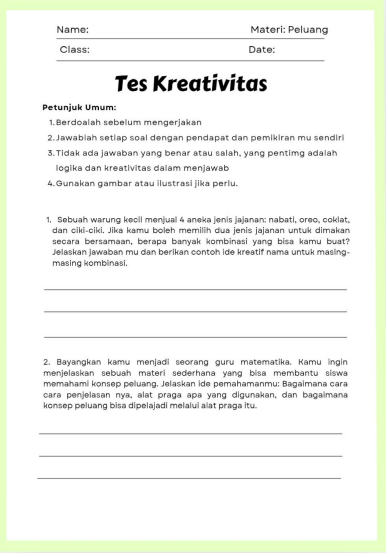 Name:
Materi: Peluang
Class:
Date:
Tes Kreativitas
Petunjuk Umum:
1. Berdoalah sebelum mengerjakan
2. Jawablah setiap soal dengan pendapat dan pemikiran mu sendiri
3. Tidak ada jawaban yang benar atau salah, yang pentimg adalah
logika dan kreativitas dalam menjawab
4. Gunakan gambar atau ilustrasi jika perlu.
1. Sebuah warung kecil menjual 4 aneka jenis jajanan: nabati, oreo, coklat,
dan ciki-ciki. Jika kamu boleh memilih dua jenis jajanan untuk dimakan
secara bersamaan, berapa banyak kombinasi yang bisa kamu buat?
Jelaskan jawaban mu dan berikan contoh ide kreatif nama untuk masing-
masing kombinasi.
2. Bayangkan kamu menjadi seorang guru matematika. Kamu ingin
menjelaskan sebuah materi sederhana yang bisa membantu siswa
memahami konsep peluang. Jelaskan ide pemahamanmu: Bagaimana cara
cara penjelasan nya, alat praga apa yang digunakan, dan bagaimana
konsep peluang bisa dipelajadi melalui alat praga itu.